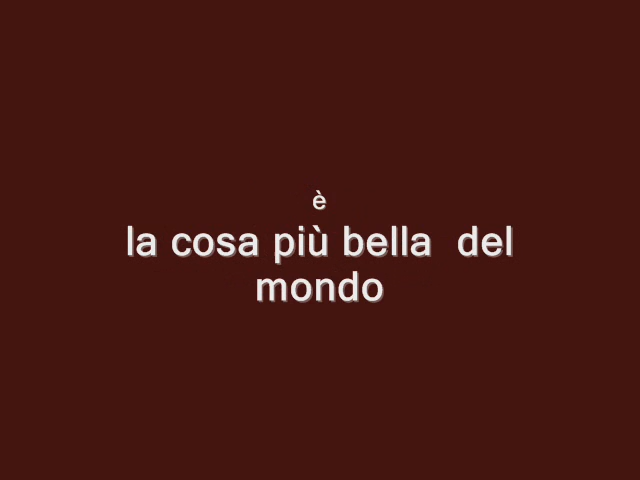 è
la cosa più bella  del
mondo